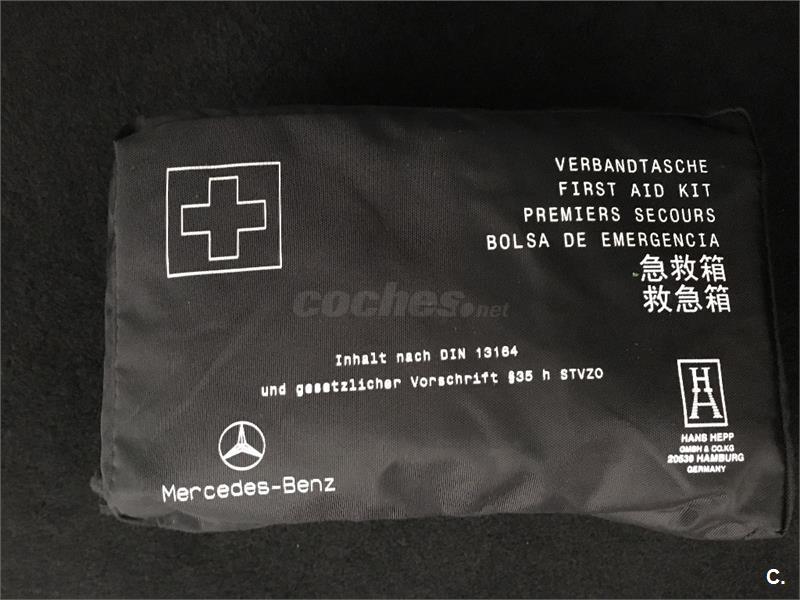 VERBANDTASCHE
FIRST AID KIT
PREMIERS SECOURS
BOLSA DE EMERGENCIA
急救箱
救急箱
coches.net
Inhalt nach DIN 13164
und gesetzlicher Vorschrift §35 h STVZO
Mercedes-Benz
HH
HANS HEPP
GMBH & CO.KG
20539 HAMBURG
GERMANY
C.